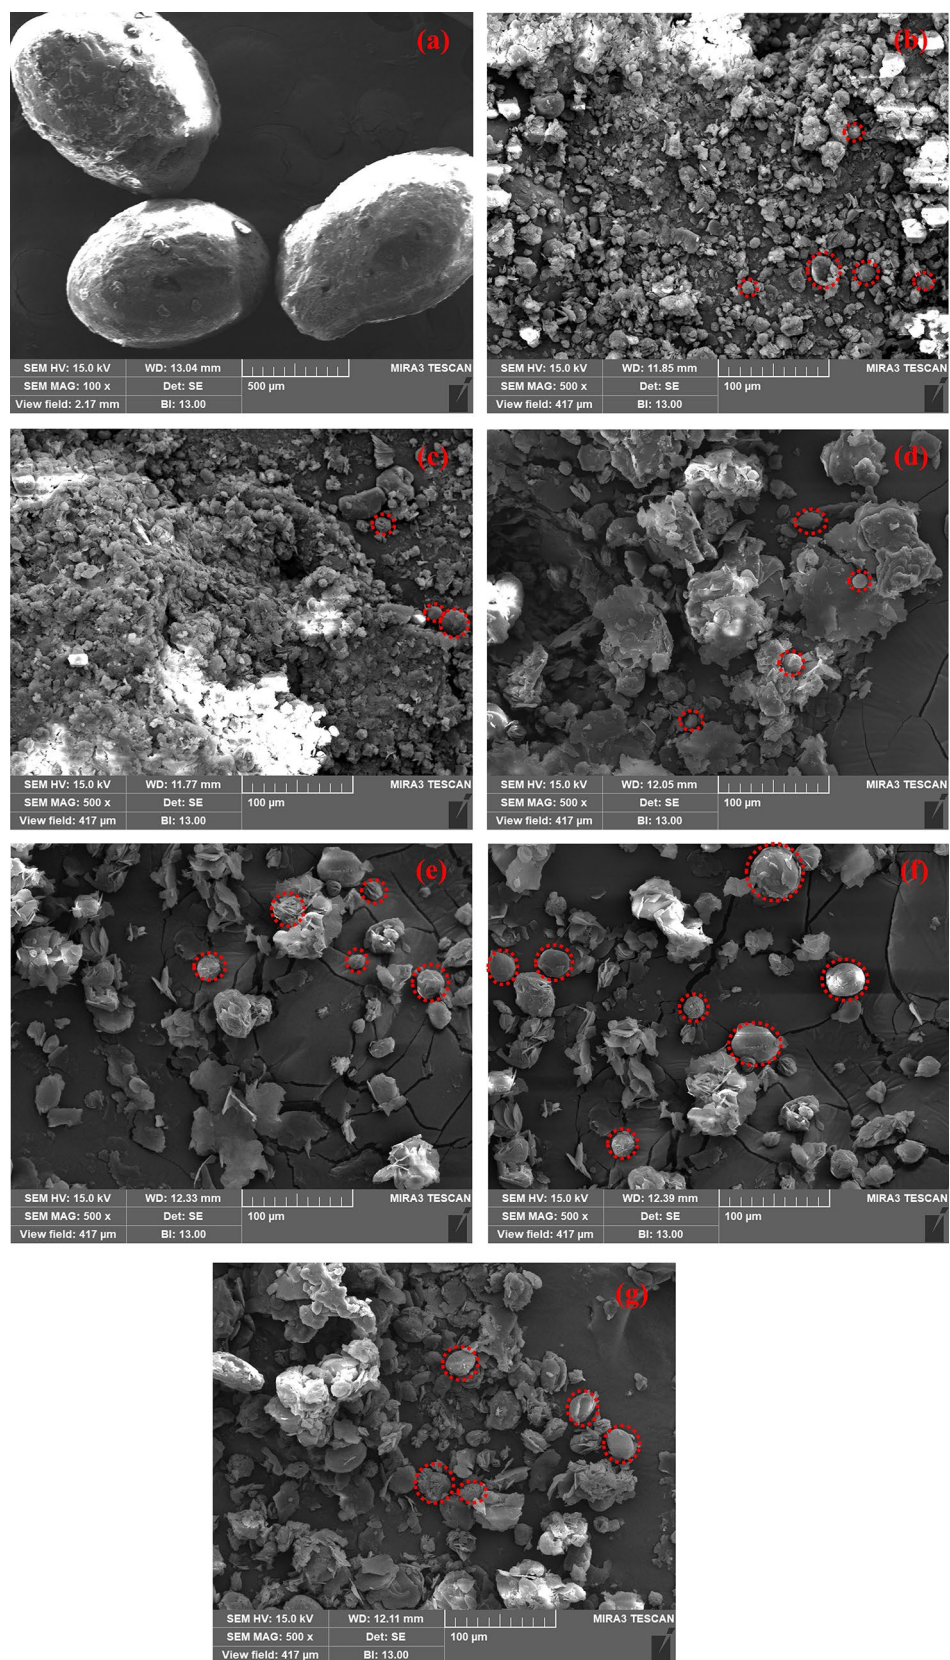 (a)
SEM HV: 15.0 kV WD: 13.04 mm MIRA3 TESCAN
SEM MAG: 100 x Det: SE 500 µm
View field: 2.17 mm BI: 13.00
(b)
SEM HV: 15.0 kV WD: 11.85 mm MIRA3 TESCAN
SEM MAG: 500 x Det: SE 100 µm
View field: 417 µm BI: 13.00
(c)
SEM HV: 15.0 kV WD: 11.77 mm MIRA3 TESCAN
SEM MAG: 500 x Det: SE 100 µm
View field: 417 µm BI: 13.00
(d)
SEM HV: 15.0 kV WD: 12.05 mm MIRA3 TESCAN
SEM MAG: 500 x Det: SE 100 µm
View field: 417 µm BI: 13.00
(e)
SEM HV: 15.0 kV WD: 12.33 mm MIRA3 TESCAN
SEM MAG: 500 x Det: SE 100 µm
View field: 417 µm BI: 13.00
(f)
SEM HV: 15.0 kV WD: 12.39 mm MIRA3 TESCAN
SEM MAG: 500 x Det: SE 100 µm
View field: 417 µm BI: 13.00
(g)
SEM HV: 15.0 kV WD: 12.11 mm MIRA3 TESCAN
SEM MAG: 500 x Det: SE 100 µm
View field: 417 µm BI: 13.00